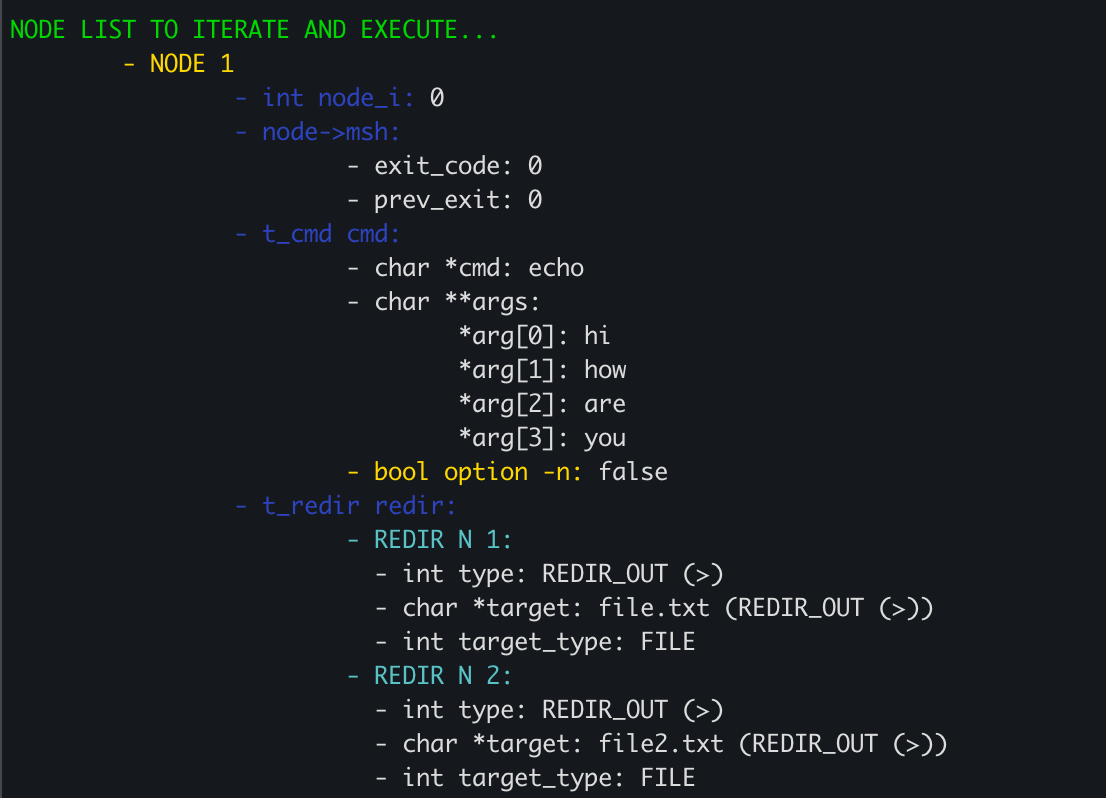 NODE LIST TO ITERATE AND EXECUTE...
- NODE 1
- int node_i: 0
- node->msh:
- exit_code: 0
- prev_exit: 0
- t_cmd cmd:
- char *cmd: echo
- char **args:
*arg[0]: hi
*arg[1]: how
*arg[2]: are
*arg[3]: you
- bool option -n: false
- t_redir redir:
- REDIR N 1:
- int type: REDIR_OUT (>)
- char *target: file.txt (REDIR_OUT (>))
- int target_type: FILE
- REDIR N 2:
- int type: REDIR_OUT (>)
- char *target: file2.txt (REDIR_OUT (>))
- int target_type: FILE